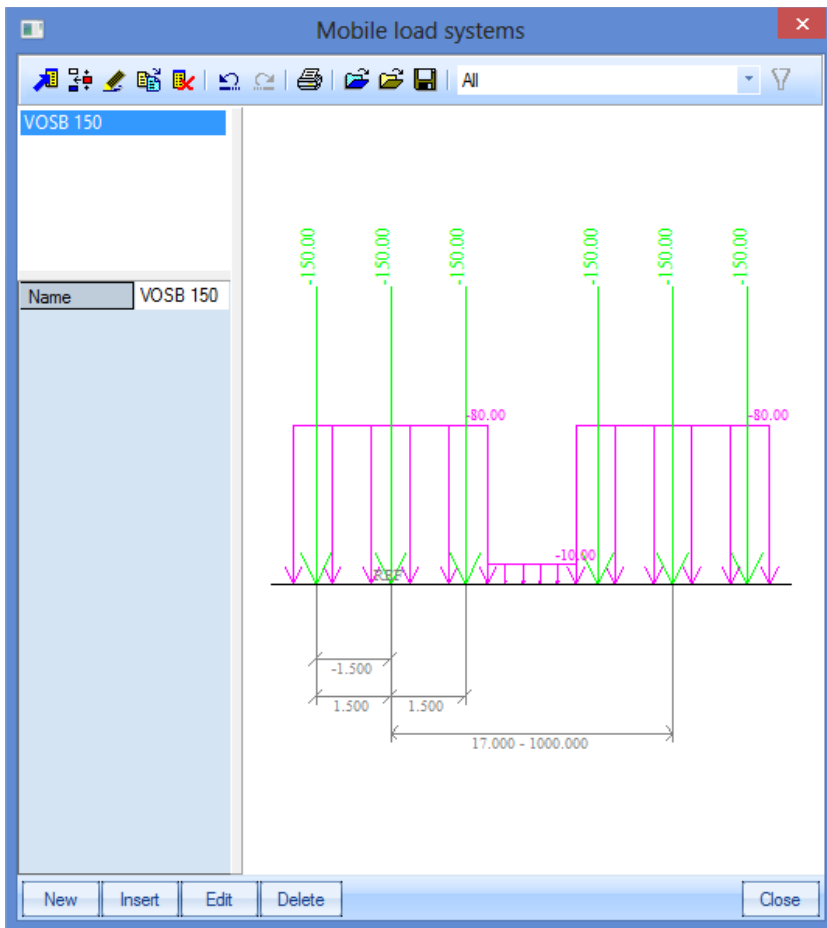 Mobile load systems
All
VOSB 150
Name VOSB 150
-150.00 -150.00 -150.00 -150.00 -150.00 -150.00
-80.00 -80.00
-10.00
REF
-1.500
1.500 1.500
17.000 - 1000.000
New Insert Edit Delete Close